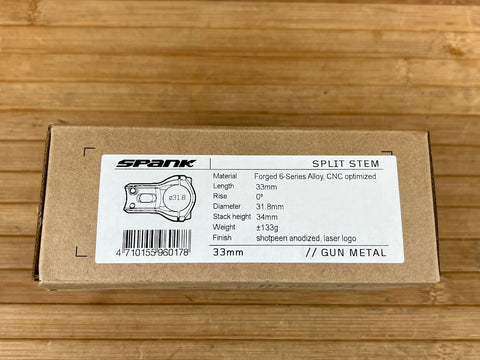 SPANK
SPLIT STEM
ø31.8
Material Forged 6-Series Alloy, CNC optimized
Length 33mm
Rise 0°
Diameter 31.8mm
Stack height 34mm
Weight ±133g
Finish shotpeen anodized, laser logo
4 710155 960178
33mm // GUN METAL